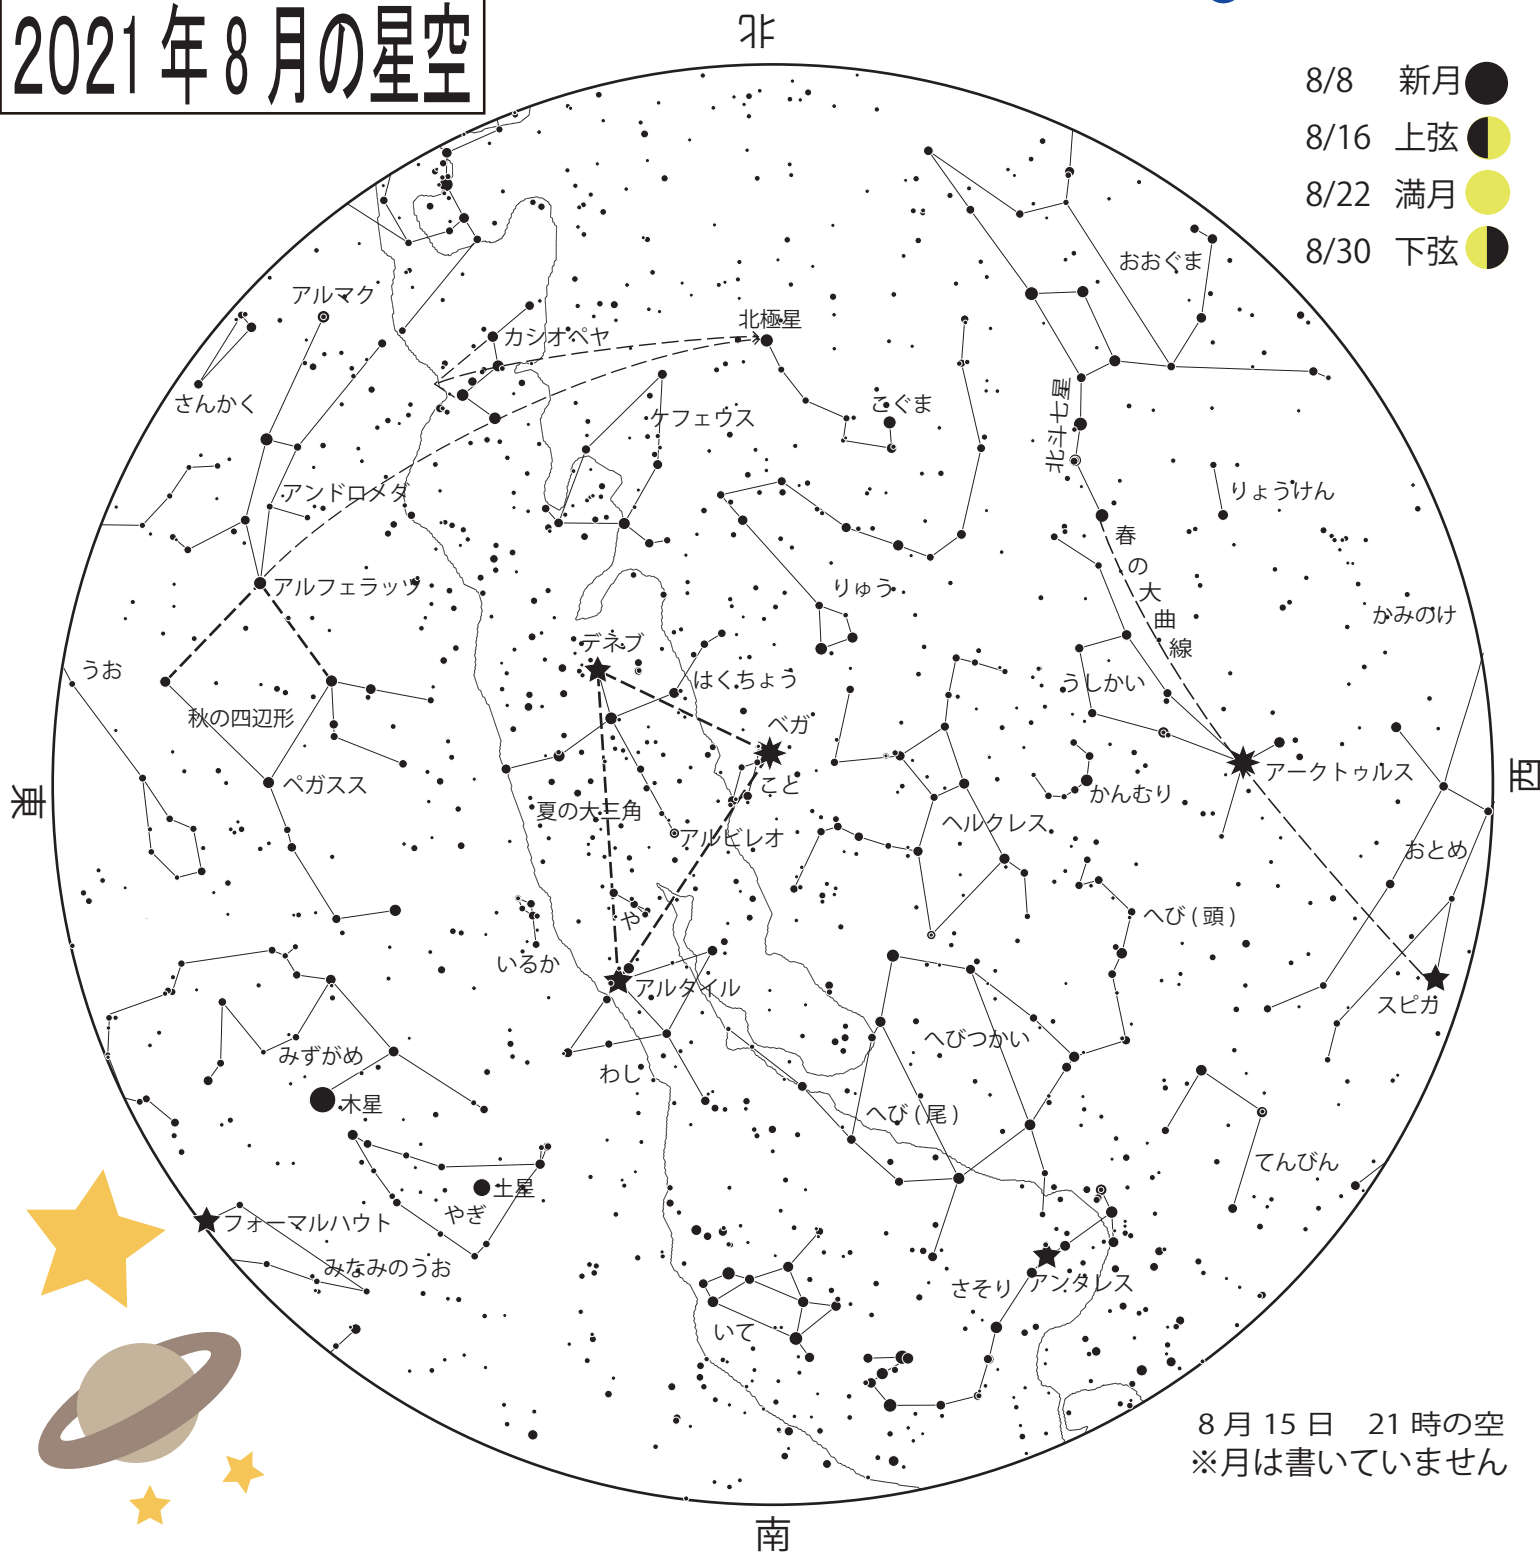 2021年8月の星空
北
8/8 新月
8/16 上弦
8/22 満月
8/30 下弦
おおぐま
アルマク
北極星
カシオペヤ
さんかく
こぐま
ケフェウス
北斗七星
りょうけん
アンドロメダ
春の大曲線
アルフェラッツ
りゅう
かみのけ
デネブ
うお
はくちょう
うしかい
秋の四辺形
ベガ
アークトゥルス
ペガスス
こと
かんむり
東
西
夏の大三角
アルビレオ
ヘルクレス
おとめ
や
へび(頭)
いるか
アルタイル
スピカ
へびつかい
みずがめ
わし
木星
へび(尾)
てんびん
土星
やぎ
フォーマルハウト
みなみのうお
さそり
アンタレス
いて
8月15日 21時の空
※月は書いていません
南